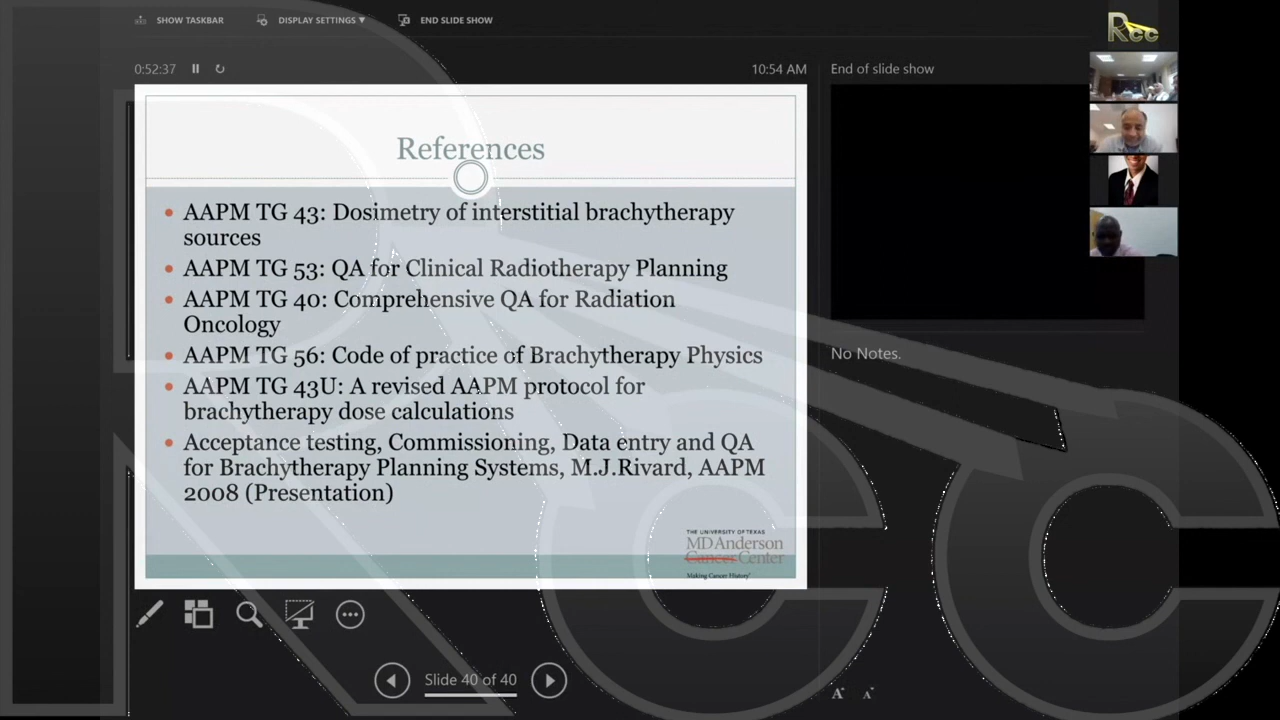 SHOW TASKBAR
DISPLAY SETTINGS ▼
END SLIDE SHOW
Rcc
0:52:37
10:54 AM
End of slide show
References
• AAPM TG 43: Dosimetry of interstitial brachytherapy
sources
• AAPM TG 53: QA for Clinical Radiotherapy Planning
• AAPM TG 40: Comprehensive QA for Radiation
Oncology
• AAPM TG 56: Code of practice of Brachytherapy Physics
• AAPM TG 43U: A revised AAPM protocol for
brachytherapy dose calculations
• Acceptance testing, Commissioning, Data entry and QA
for Brachytherapy Planning Systems, M.J.Rivard, AAPM
2008 (Presentation)
THE UNIVERSITY OF TEXAS
MD Anderson
Cancer Center
Making Cancer History®
No Notes.
Slide 40 of 40
A A
RCC